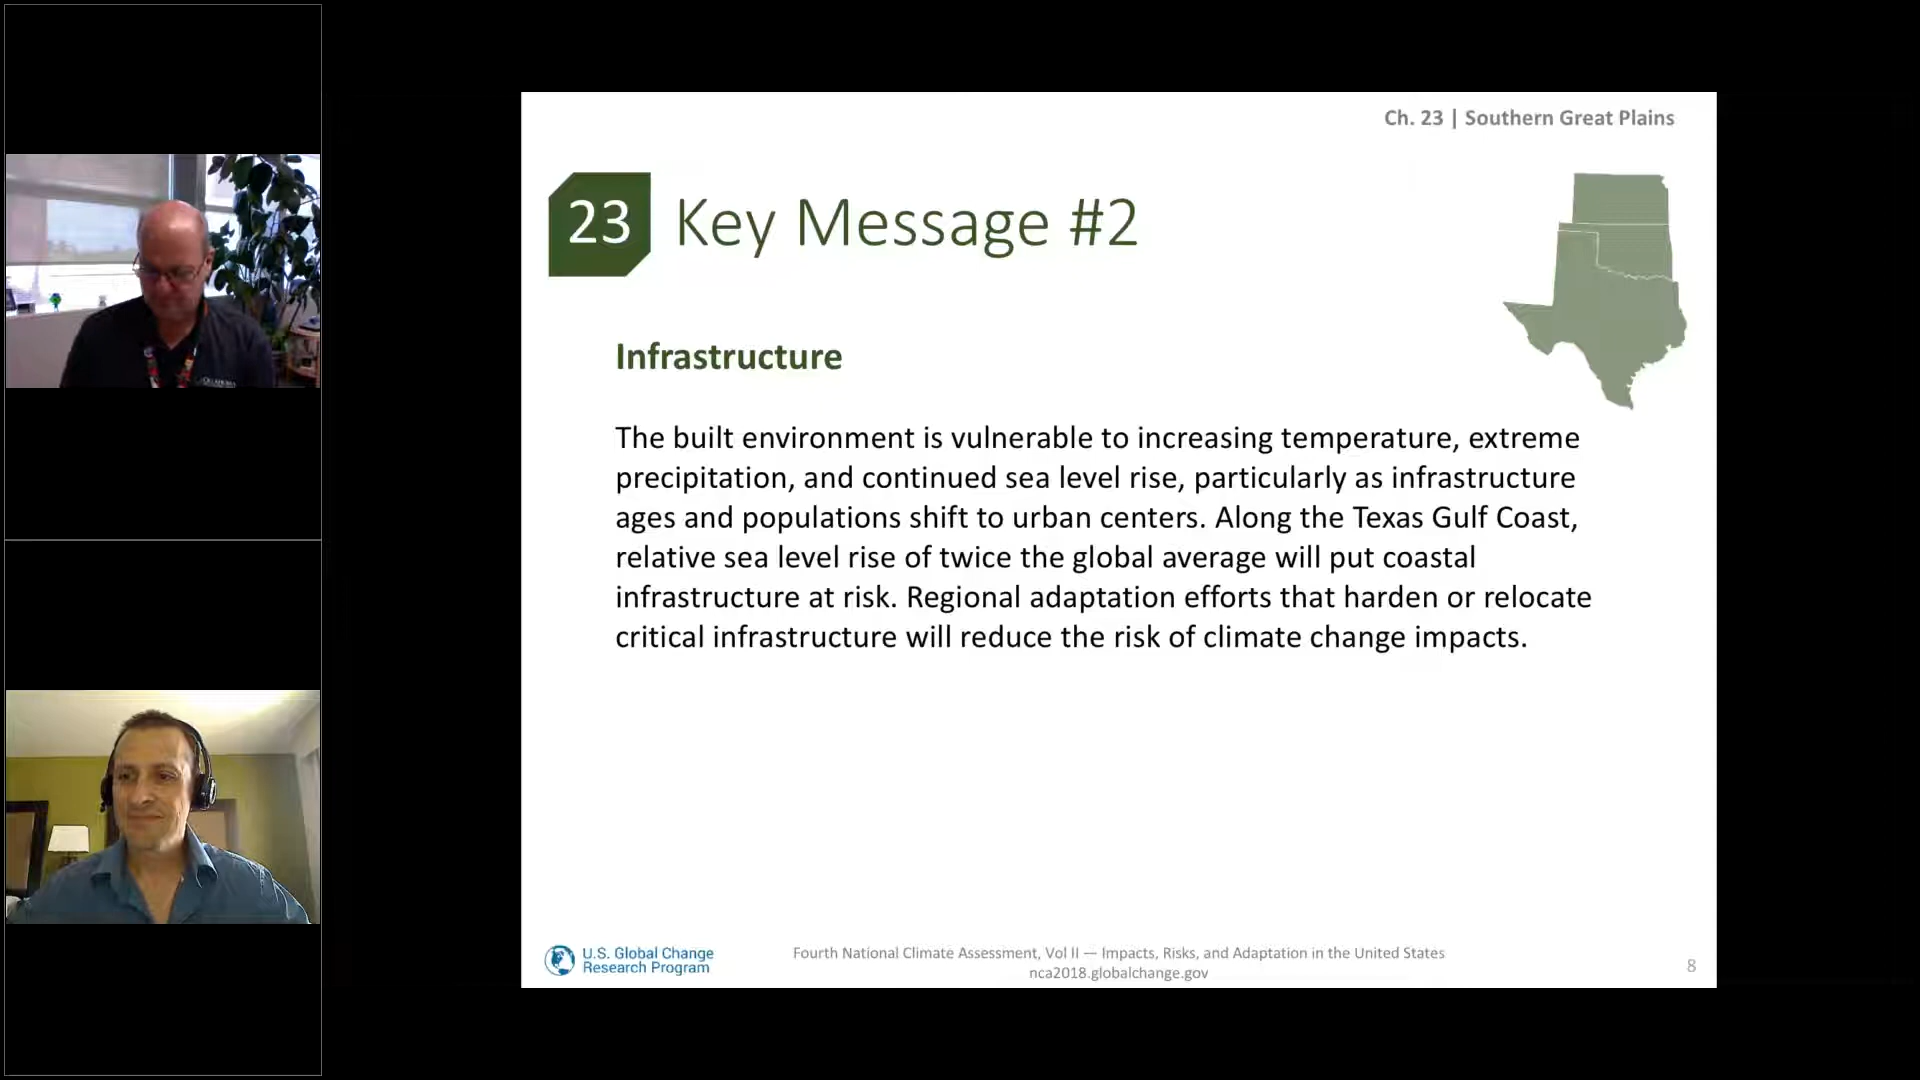 Ch. 23 | Southern Great Plains
23 Key Message #2
Infrastructure
The built environment is vulnerable to increasing temperature, extreme
precipitation, and continued sea level rise, particularly as infrastructure
ages and populations shift to urban centers. Along the Texas Gulf Coast,
relative sea level rise of twice the global average will put coastal
infrastructure at risk. Regional adaptation efforts that harden or relocate
critical infrastructure will reduce the risk of climate change impacts.
U.S. Global Change
Research Program
Fourth National Climate Assessment, Vol II — Impacts, Risks, and Adaptation in the United States
nca2018.globalchange.gov
8